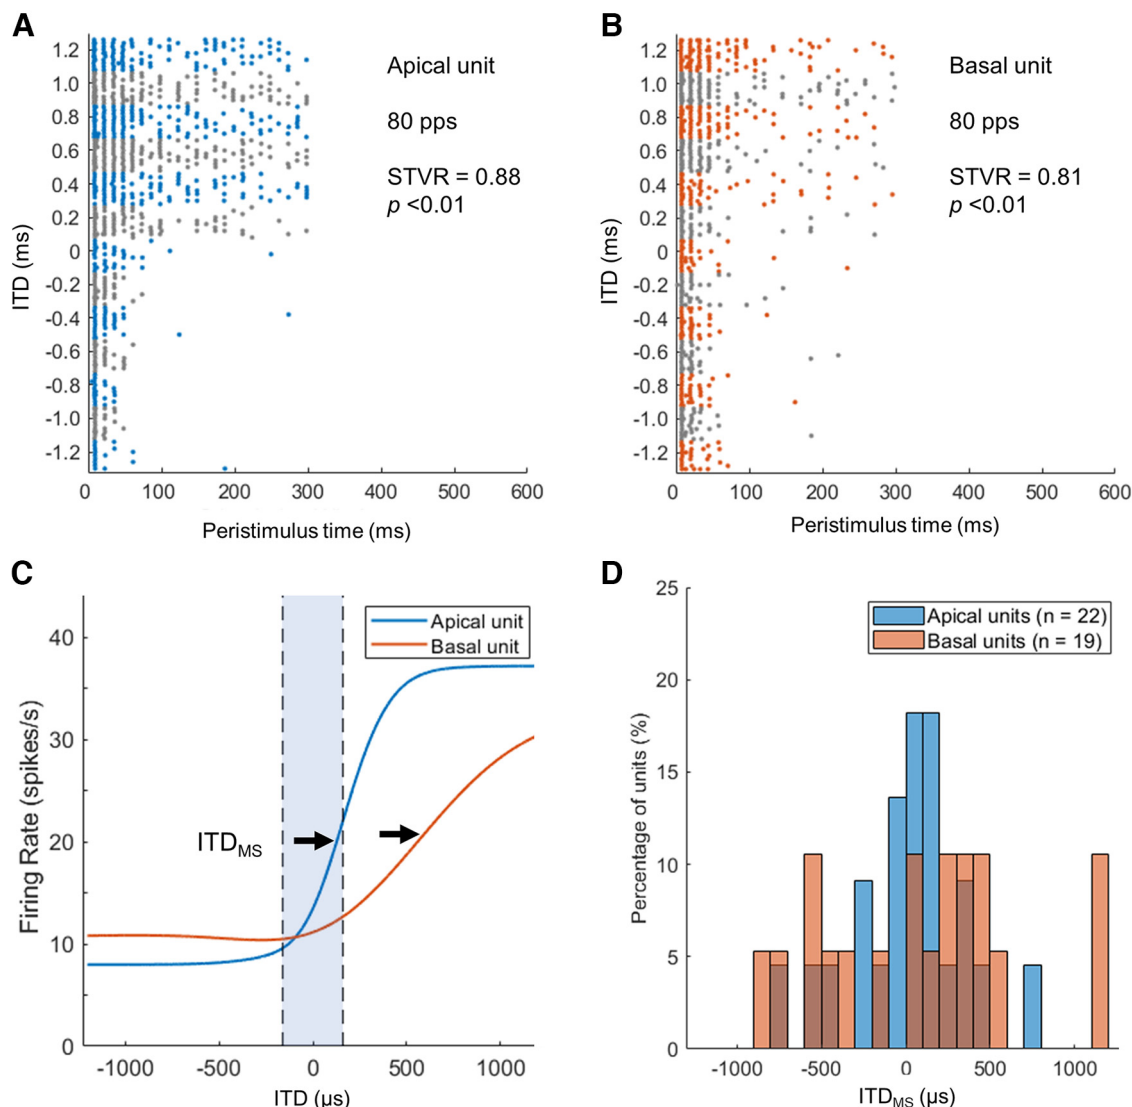 A
1.2
1.0
0.8
0.6
0.4
0.2
0
-0.2
-0.4
-0.6
-0.8
-1.0
-1.2
ITD (ms)
Apical unit
80 pps
STVR = 0.88
p <0.01
0 100 200 300 400 500 600
Peristimulus time (ms)
B
1.2
1.0
0.8
0.6
0.4
0.2
0
-0.2
-0.4
-0.6
-0.8
-1.0
-1.2
ITD (ms)
Basal unit
80 pps
STVR = 0.81
p <0.01
0 100 200 300 400 500 600
Peristimulus time (ms)
C
40
30
20
10
0
Firing Rate (spikes/s)
Apical unit
Basal unit
ITDMS
-1000 -500 0 500 1000
ITD (µs)
D
25
20
15
10
5
0
Percentage of units (%)
Apical units (n = 22)
Basal units (n = 19)
-1000 -500 0 500 1000
ITDMS (µs)